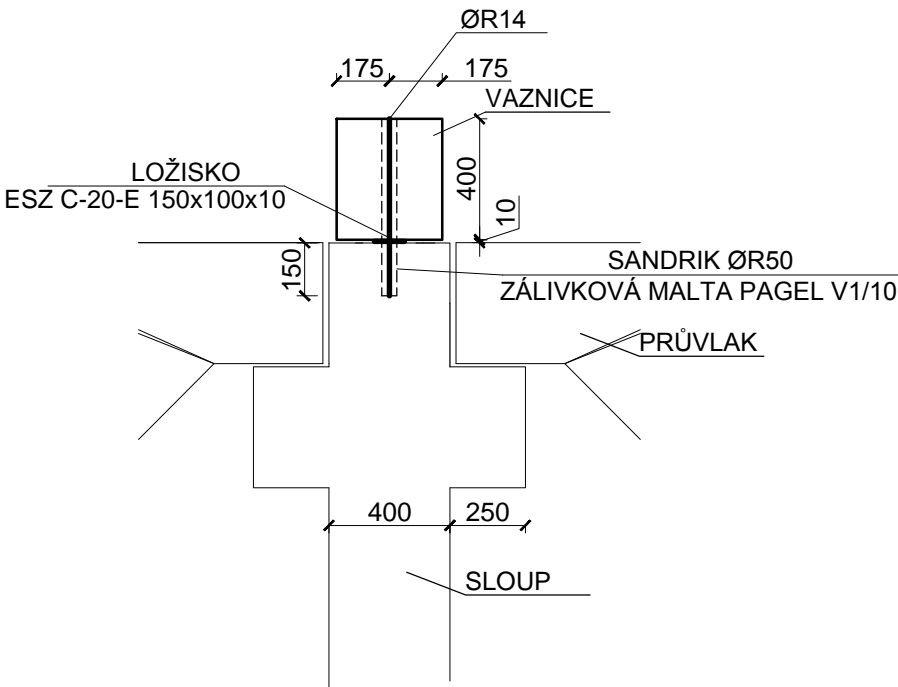 ØR14
175
175
VAZNICE
LOŽISKO
ESZ C-20-E 150x100x10
400
10
150
SANDRIK ØR50
ZÁLIVKOVÁ MALTA PAGEL V1/10
PRŮVLAK
400
250
SLOUP